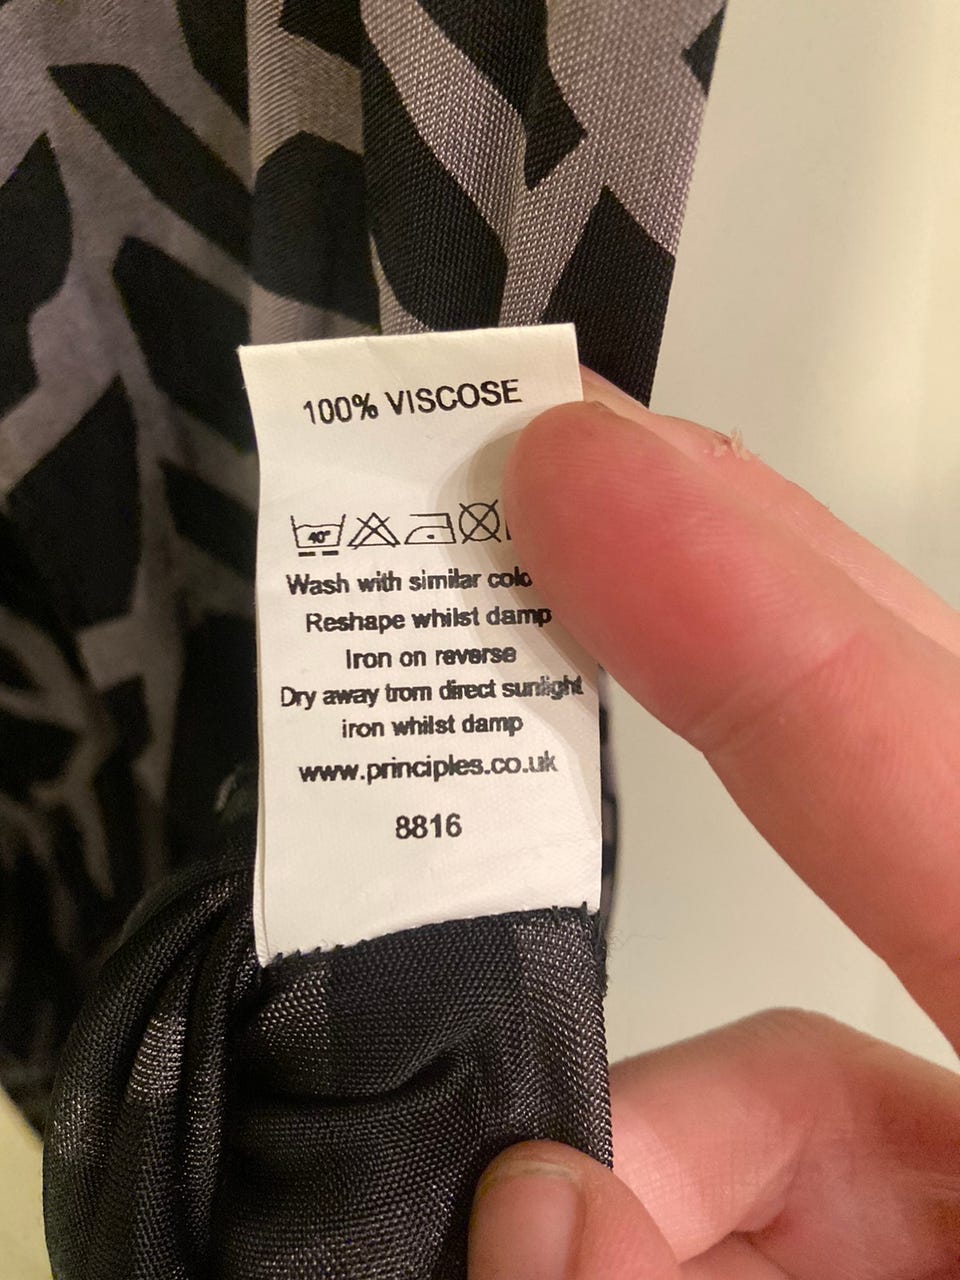 100% VISCOSE
40°
Wash with similar colo
Reshape whilst damp
Iron on reverse
Dry away from direct sunlight
iron whilst damp
www.principles.co.uk
8816